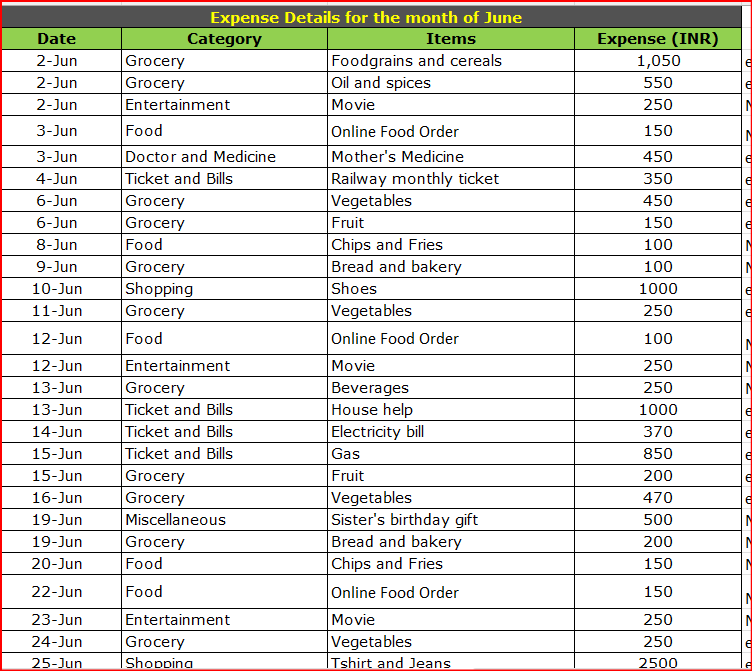 Expense Details for the month of June
Date Category Items Expense (INR)
2-Jun Grocery Foodgrains and cereals 1,050
2-Jun Grocery Oil and spices 550
2-Jun Entertainment Movie 250
3-Jun Food Online Food Order 150
3-Jun Doctor and Medicine Mother's Medicine 450
4-Jun Ticket and Bills Railway monthly ticket 350
6-Jun Grocery Vegetables 450
6-Jun Grocery Fruit 150
8-Jun Food Chips and Fries 100
9-Jun Grocery Bread and bakery 100
10-Jun Shopping Shoes 1000
11-Jun Grocery Vegetables 250
12-Jun Food Online Food Order 100
12-Jun Entertainment Movie 250
13-Jun Grocery Beverages 250
13-Jun Ticket and Bills House help 1000
14-Jun Ticket and Bills Electricity bill 370
15-Jun Ticket and Bills Gas 850
15-Jun Grocery Fruit 200
16-Jun Grocery Vegetables 470
19-Jun Miscellaneous Sister's birthday gift 500
19-Jun Grocery Bread and bakery 200
20-Jun Food Chips and Fries 150
22-Jun Food Online Food Order 150
23-Jun Entertainment Movie 250
24-Jun Grocery Vegetables 250
25-Jun Shopping Tshirt and Jeans 2500